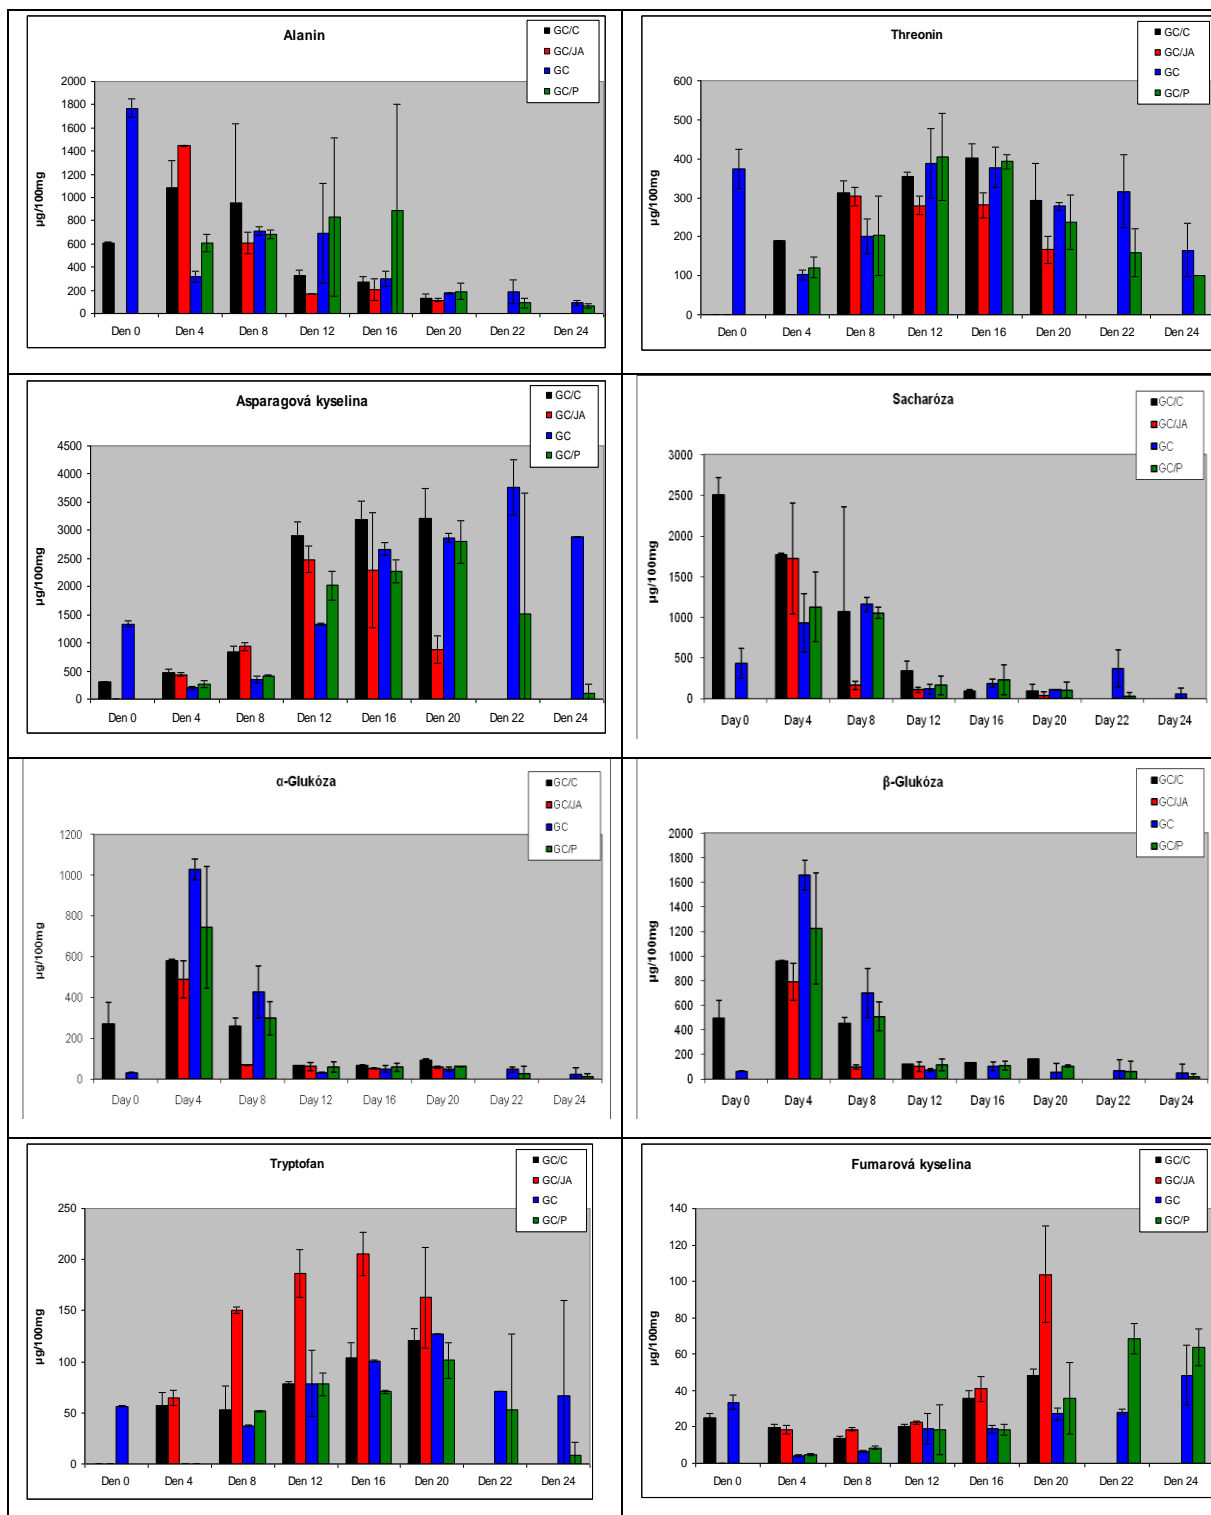 Alanin
GC/C
GC/JA
GC
GC/P
µg/100mg
2000
1800
1600
1400
1200
1000
800
600
400
200
0
Den 0 Den 4 Den 8 Den 12 Den 16 Den 20 Den 22 Den 24
Threonin
GC/C
GC/JA
GC
GC/P
µg/100mg
600
500
400
300
200
100
0
Den 0 Den 4 Den 8 Den 12 Den 16 Den 20 Den 22 Den 24
Asparagová kyselina
GC/C
GC/JA
GC
GC/P
µg/100mg
4500
4000
3500
3000
2500
2000
1500
1000
500
0
Den 0 Den 4 Den 8 Den 12 Den 16 Den 20 Den 22 Den 24
Sacharóza
GC/C
GC/JA
GC
GC/P
µg/100mg
3000
2500
2000
1500
1000
500
0
Day 0 Day 4 Day 8 Day 12 Day 16 Day 20 Day 22 Day 24
α-Glukóza
GC/C
GC/JA
GC
GC/P
µg/100mg
1200
1000
800
600
400
200
0
Day 0 Day 4 Day 8 Day 12 Day 16 Day 20 Day 22 Day 24
β-Glukóza
GC/C
GC/JA
GC
GC/P
µg/100mg
2000
1800
1600
1400
1200
1000
800
600
400
200
0
Day 0 Day 4 Day 8 Day 12 Day 16 Day 20 Day 22 Day 24
Tryptofan
GC/C
GC/JA
GC
GC/P
µg/100mg
250
200
150
100
50
0
Den 0 Den 4 Den 8 Den 12 Den 16 Den 20 Den 22 Den 24
Fumarová kyselina
GC/C
GC/JA
GC
GC/P
µg/100mg
140
120
100
80
60
40
20
0
Den 0 Den 4 Den 8 Den 12 Den 16 Den 20 Den 22 Den 24